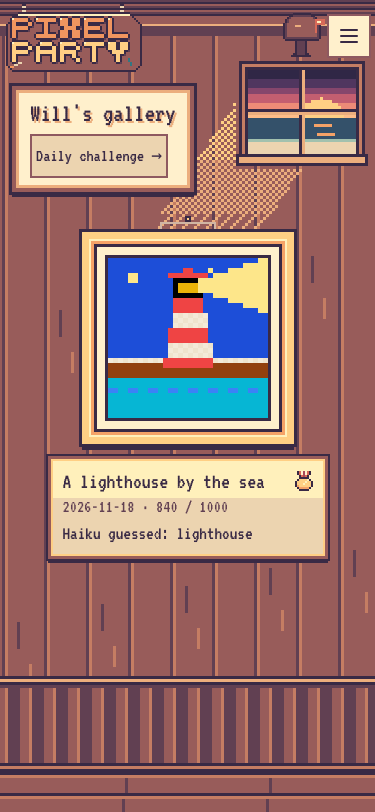 PIXEL
PARTY
Will's gallery
Daily challenge →
A lighthouse by the sea
2026-11-18 · 840 / 1000
Haiku guessed: lighthouse